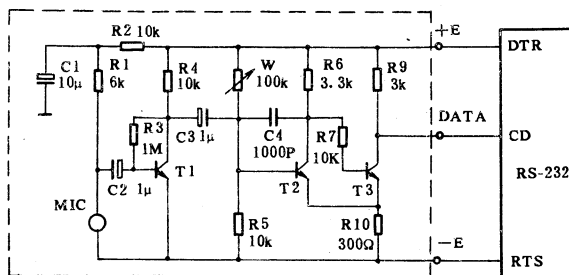 R2 10k
+E
DTR
C1
10μ
R1
6k
R4
10k
W
100k
R6
3.3k
R9
3k
R3
1M
C3 1μ
C4
1000P
R7
10K
DATA
CD
T1
T2
T3
C2
1μ
RS-232
MIC
R5
10k
R10
300Ω
-E
RTS